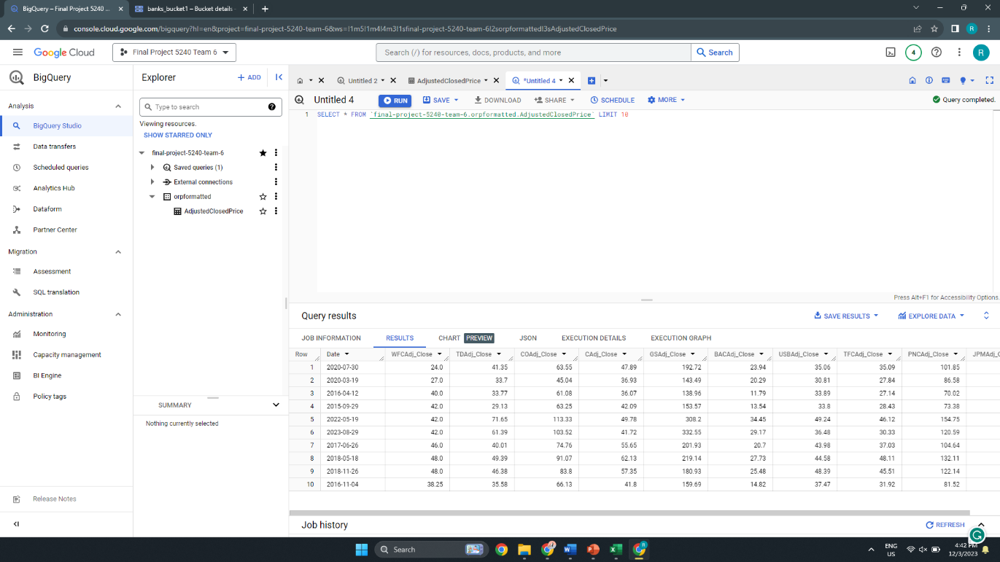 BigQuery – Final Project 5240 ...
banks_bucket1 – Bucket details
console.cloud.google.com/bigquery?hl=en&project=final-project-5240-team-6&ws=!1m5!1m4!4m3!1sfinal-project-5240-team-6!2sorpformatted!3sAdjustedClosedPrice
R
Google Cloud
Final Project 5240 Team 6
Search (/) for resources, docs, products, and more
Search
4
R
BigQuery
Analysis
BigQuery Studio
Data transfers
Scheduled queries
Analytics Hub
Dataform
Partner Center
Migration
Assessment
SQL translation
Administration
Monitoring
Capacity management
BI Engine
Policy tags
Release Notes
Explorer
+ ADD
Type to search
Viewing resources.
SHOW STARRED ONLY
final-project-5240-team-6
Saved queries (1)
External connections
orpformatted
AdjustedClosedPrice
SUMMARY
Nothing currently selected
Untitled 2
AdjustedClosedPrice
*Untitled 4
Untitled 4
RUN
SAVE
DOWNLOAD
SHARE
SCHEDULE
MORE
Query completed.
1 SELECT * FROM `final-project-5240-team-6.orpformatted.AdjustedClosedPrice` LIMIT 10
Press Alt+F1 for Accessibility Options.
Query results
SAVE RESULTS
EXPLORE DATA
JOB INFORMATION RESULTS CHART PREVIEW JSON EXECUTION DETAILS EXECUTION GRAPH
Row Date WFCAdj_Close TDAdj_Close COAdj_Close CAdj_Close GSAdj_Close BACAdj_Close USBAdj_Close TFCAdj_Close PNCAdj_Close JPMAdj_C
1 2020-07-30 24.0 41.35 63.55 47.89 192.72 23.94 35.06 35.09 101.85
2 2020-03-19 27.0 33.7 45.04 36.93 143.49 20.29 30.81 27.84 86.58
3 2016-04-12 40.0 33.77 61.08 36.07 138.96 11.79 33.89 27.14 70.02
4 2015-09-29 42.0 29.13 63.25 42.09 153.57 13.54 33.8 28.43 73.38
5 2022-05-19 42.0 71.65 113.33 49.78 308.2 34.45 49.24 46.12 154.75
6 2023-08-29 42.0 61.39 103.52 41.72 332.55 29.17 36.48 30.33 120.59
7 2017-06-26 46.0 40.01 74.76 55.65 201.93 20.7 43.98 37.03 104.64
8 2018-05-18 48.0 49.39 91.07 62.13 219.14 27.73 44.58 48.11 132.11
9 2018-11-26 48.0 46.38 83.8 57.35 180.93 25.48 48.39 45.51 122.14
10 2016-11-04 38.25 35.58 66.13 41.8 159.69 14.82 37.47 31.92 81.52
Job history
REFRESH
Search
ENG
US
4:42 PM
12/3/2023